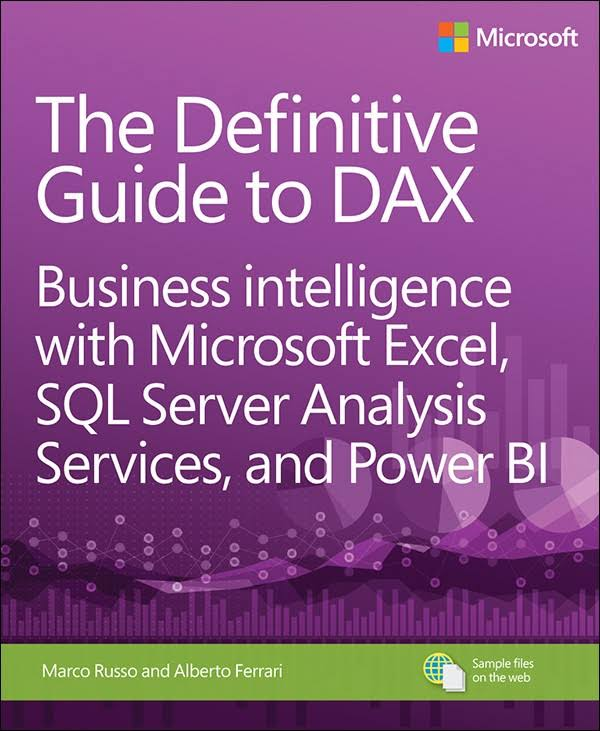 Microsoft
The Definitive
Guide to DAX
Business intelligence
with Microsoft Excel,
SQL Server Analysis
Services, and Power BI
Marco Russo and Alberto Ferrari
Sample files
on the web